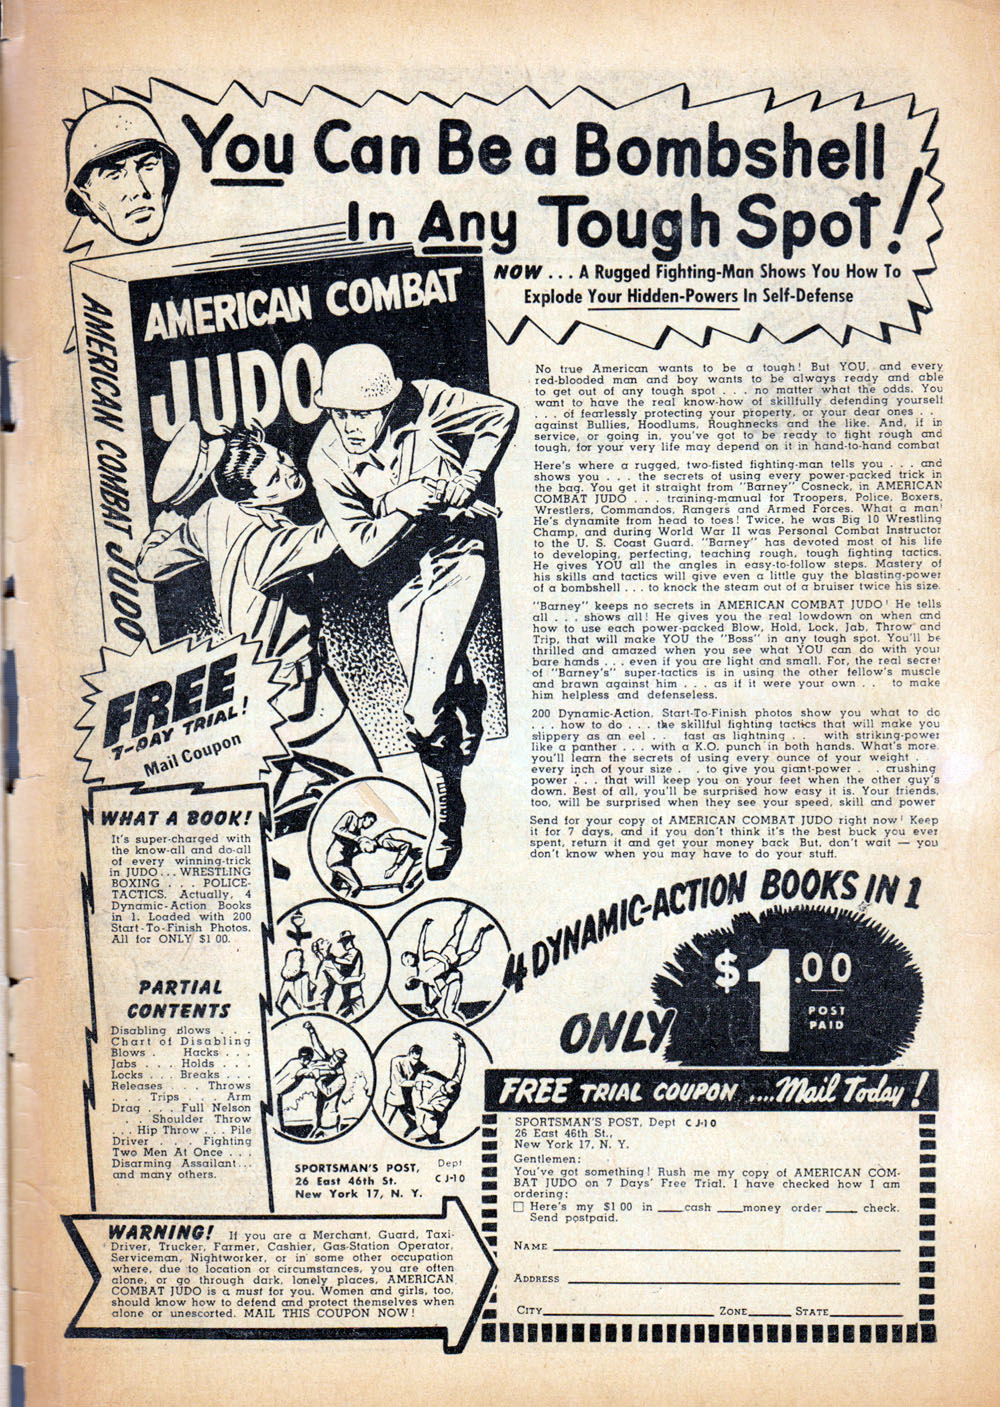 You Can Be a Bombshell
In Any Tough Spot!
NOW . . . A Rugged Fighting-Man Shows You How To
Explode Your Hidden-Powers In Self-Defense
AMERICAN COMBAT
JUDO
AMERICAN COMBAT JUDO
No true American wants to be a tough! But YOU, and every
red-blooded man and boy wants to be always ready and able
to get out of any tough spot . . . no matter what the odds. You
want to have the real know-how of skillfully defending yourself
. . . of fearlessly protecting your property, or your dear ones . .
against Bullies, Hoodlums, Roughnecks and the like. And, if in
service, or going in, you've got to be ready to fight rough and
tough, for your very life may depend on it in hand-to-hand combat
Here's where a rugged, two-fisted fighting-man tells you . . . and
shows you . . . the secrets of using every power-packed trick in
the bag. You get it straight from "Barney" Cosneck, in AMERICAN
COMBAT JUDO . . . training-manual for Troopers, Police, Boxers,
Wrestlers, Commandos, Rangers and Armed Forces. What a man!
He's dynamite from head to toes! Twice, he was Big 10 Wrestling
Champ, and during World War II was Personal Combat Instructor
to the U. S. Coast Guard. "Barney" has devoted most of his life
to developing, perfecting, teaching rough, tough fighting tactics.
He gives YOU all the angles in easy-to-follow steps. Mastery of
his skills and tactics will give even a little guy the blasting-power
of a bombshell . . . to knock the steam out of a bruiser twice his size.
"Barney" keeps no secrets in AMERICAN COMBAT JUDO! He tells
all . . . shows all! He gives you the real lowdown on when and
how to use each power-packed Blow, Hold, Lock, Jab, Throw and
Trip, that will make YOU the "Boss" in any tough spot. You'll be
thrilled and amazed when you see what YOU can do with your
bare hands . . . even if you are light and small. For, the real secret
of "Barney's" super-tactics is in using the other fellow's muscle
and brawn against him . . . as if it were your own . . to make
him helpless and defenseless.
200 Dynamic-Action, Start-To-Finish photos show you what to do
. . . how to do . . . the skillful fighting tactics that will make you
slippery as an eel . . fast as lightning . . with striking-power
like a panther . . . with a K.O. punch in both hands. What's more
you'll learn the secrets of using every ounce of your weight .
every inch of your size . . to give you giant-power . . crushing
power . . . that will keep you on your feet when the other guy's
down. Best of all, you'll be surprised how easy it is. Your friends,
too, will be surprised when they see your speed, skill and power
Send for your copy of AMERICAN COMBAT JUDO right now! Keep
it for 7 days, and if you don't think it's the best buck you ever
spent, return it and get your money back But, don't wait — you
don't know when you may have to do your stuff.
FREE
7-DAY TRIAL!
Mail Coupon
WHAT A BOOK!
It's super-charged with
the know-all and do-all
of every winning-trick
in JUDO... WRESTLING
BOXING . . . POLICE-
TACTICS. Actually, 4
Dynamic-Action Books
in 1. Loaded with 200
Start-To-Finish Photos.
All for ONLY $1 00.
PARTIAL
CONTENTS
Disabling Blows . . .
Chart of Disabling
Blows . Hacks . . .
Jabs . . . Holds . . .
Locks . . Breaks . . .
Releases . . . Throws
. . . Trips . . . Arm
Drag . . . Full Nelson
. . Shoulder Throw
. . . Hip Throw . . . Pile
Driver . . . Fighting
Two Men At Once . . .
Disarming Assailant...
and many others.
4 DYNAMIC-ACTION BOOKS IN 1
ONLY $1.00
POST
PAID
SPORTSMAN'S POST, Dept
26 East 46th St. CJ-10
New York 17, N. Y.
WARNING! If you are a Merchant, Guard, Taxi-
Driver, Trucker, Farmer, Cashier, Gas-Station Operator,
Serviceman, Nightworker, or in some other occupation
where, due to location or circumstances, you are often
alone, or go through dark, lonely places, AMERICAN
COMBAT JUDO is a must for you. Women and girls, too,
should know how to defend and protect themselves when
alone or unescorted. MAIL THIS COUPON NOW!
FREE TRIAL COUPON ....Mail Today!
SPORTSMAN'S POST, Dept CJ-10
26 East 46th St.,
New York 17, N. Y.
Gentlemen:
You've got something! Rush me my copy of AMERICAN COM-
BAT JUDO on 7 Days' Free Trial. I have checked how I am
ordering:
☐ Here's my $1 00 in ____cash ____money order ____ check.
Send postpaid.
NAME
ADDRESS
CITY ZONE STATE